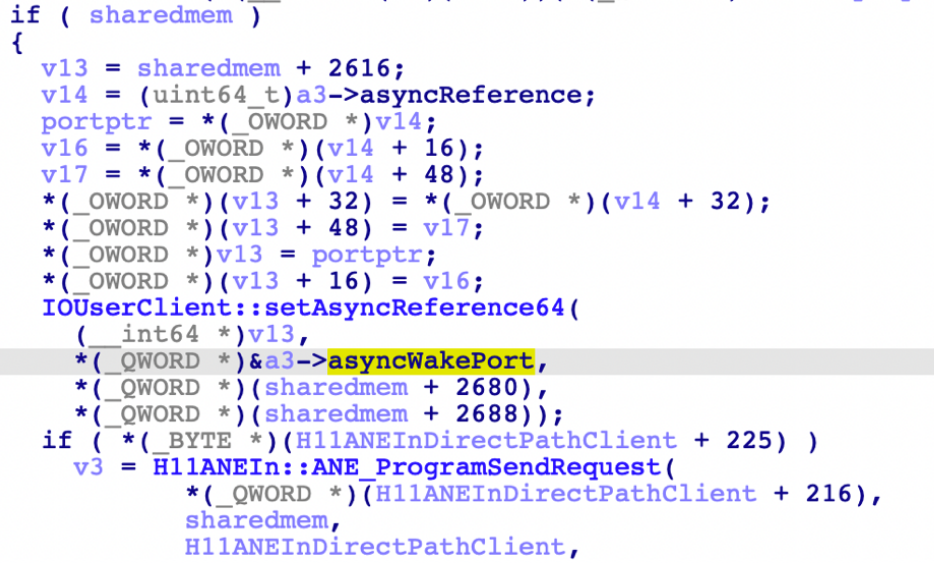 if ( sharedmem )
{
v13 = sharedmem + 2616;
v14 = (uint64_t)a3->asyncReference;
portptr = *(_OWORD *)v14;
v16 = *(_OWORD *)(v14 + 16);
v17 = *(_OWORD *)(v14 + 48);
*(_OWORD *)(v13 + 32) = *(_OWORD *)(v14 + 32);
*(_OWORD *)(v13 + 48) = v17;
*(_OWORD *)v13 = portptr;
*(_OWORD *)(v13 + 16) = v16;
IOUserClient::setAsyncReference64(
(__int64 *)v13,
*(_QWORD *)&a3->asyncWakePort,
*(_QWORD *)(sharedmem + 2680),
*(_QWORD *)(sharedmem + 2688));
if ( *(_BYTE *)(H11ANEInDirectPathClient + 225) )
v3 = H11ANEIn::ANE_ProgramSendRequest(
*(_QWORD *)(H11ANEInDirectPathClient + 216),
sharedmem,
H11ANEInDirectPathClient,